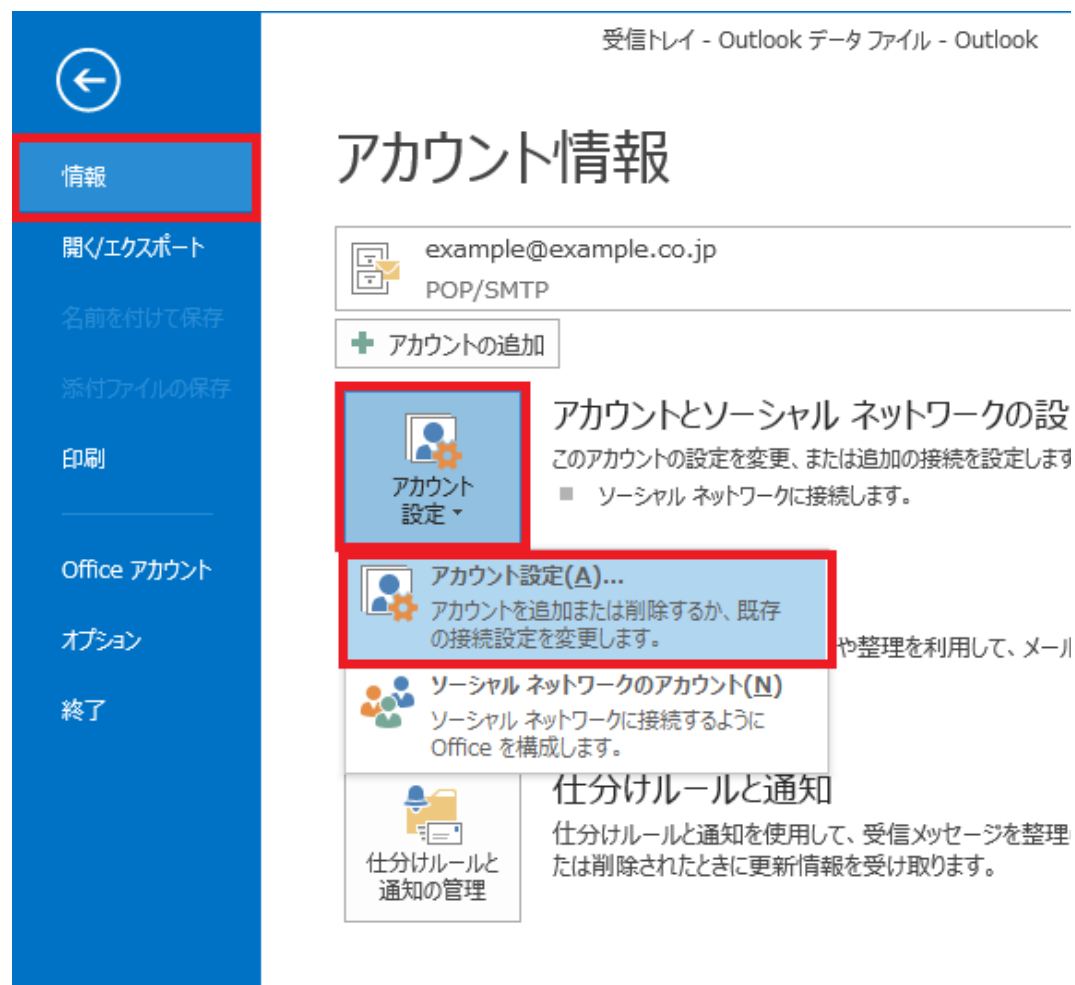 受信トレイ - Outlook データ ファイル - Outlook
情報
開く/エクスポート
名前を付けて保存
添付ファイルの保存
印刷
Office アカウント
オプション
終了
アカウント情報
example@example.co.jp
POP/SMTP
アカウントの追加
アカウント
設定
アカウントとソーシャル ネットワークの設
このアカウントの設定を変更、または追加の接続を設定します
ソーシャル ネットワークに接続します。
アカウント設定(A)...
アカウントを追加または削除するか、既存
の接続設定を変更します。
や整理を利用して、メール
ソーシャル ネットワークのアカウント(N)
ソーシャル ネットワークに接続するように
Office を構成します。
仕分けルールと
通知の管理
仕分けルールと通知
仕分けルールと通知を使用して、受信メッセージを整理
たは削除されたときに更新情報を受け取ります。